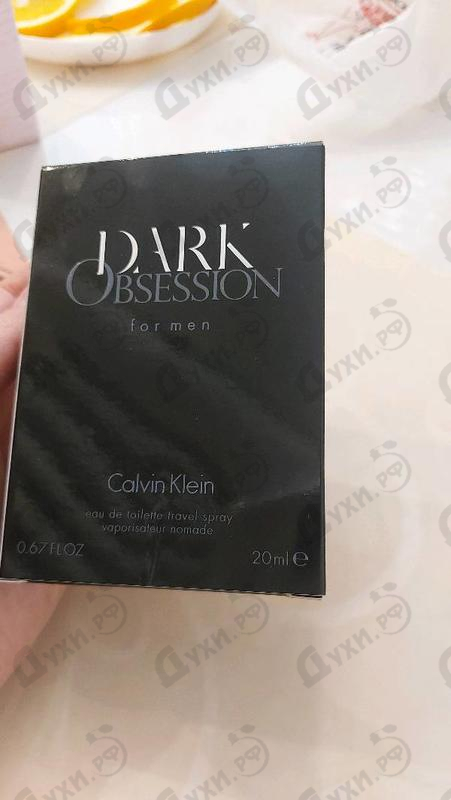 DARK
OBSESSION
for men
Calvin Klein
eau de toilette travel spray
vaporisateur nomade
0.67 FL OZ
20ml e
Духи.РФ